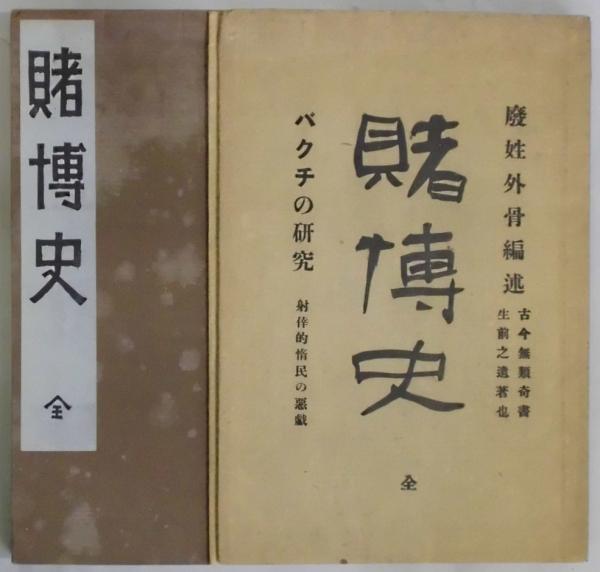 賭博史
全
廢姓外骨編述
古今無類奇書
生前之遺著也
賭博史
全
バクチの研究
射倖的惰民の惡戯